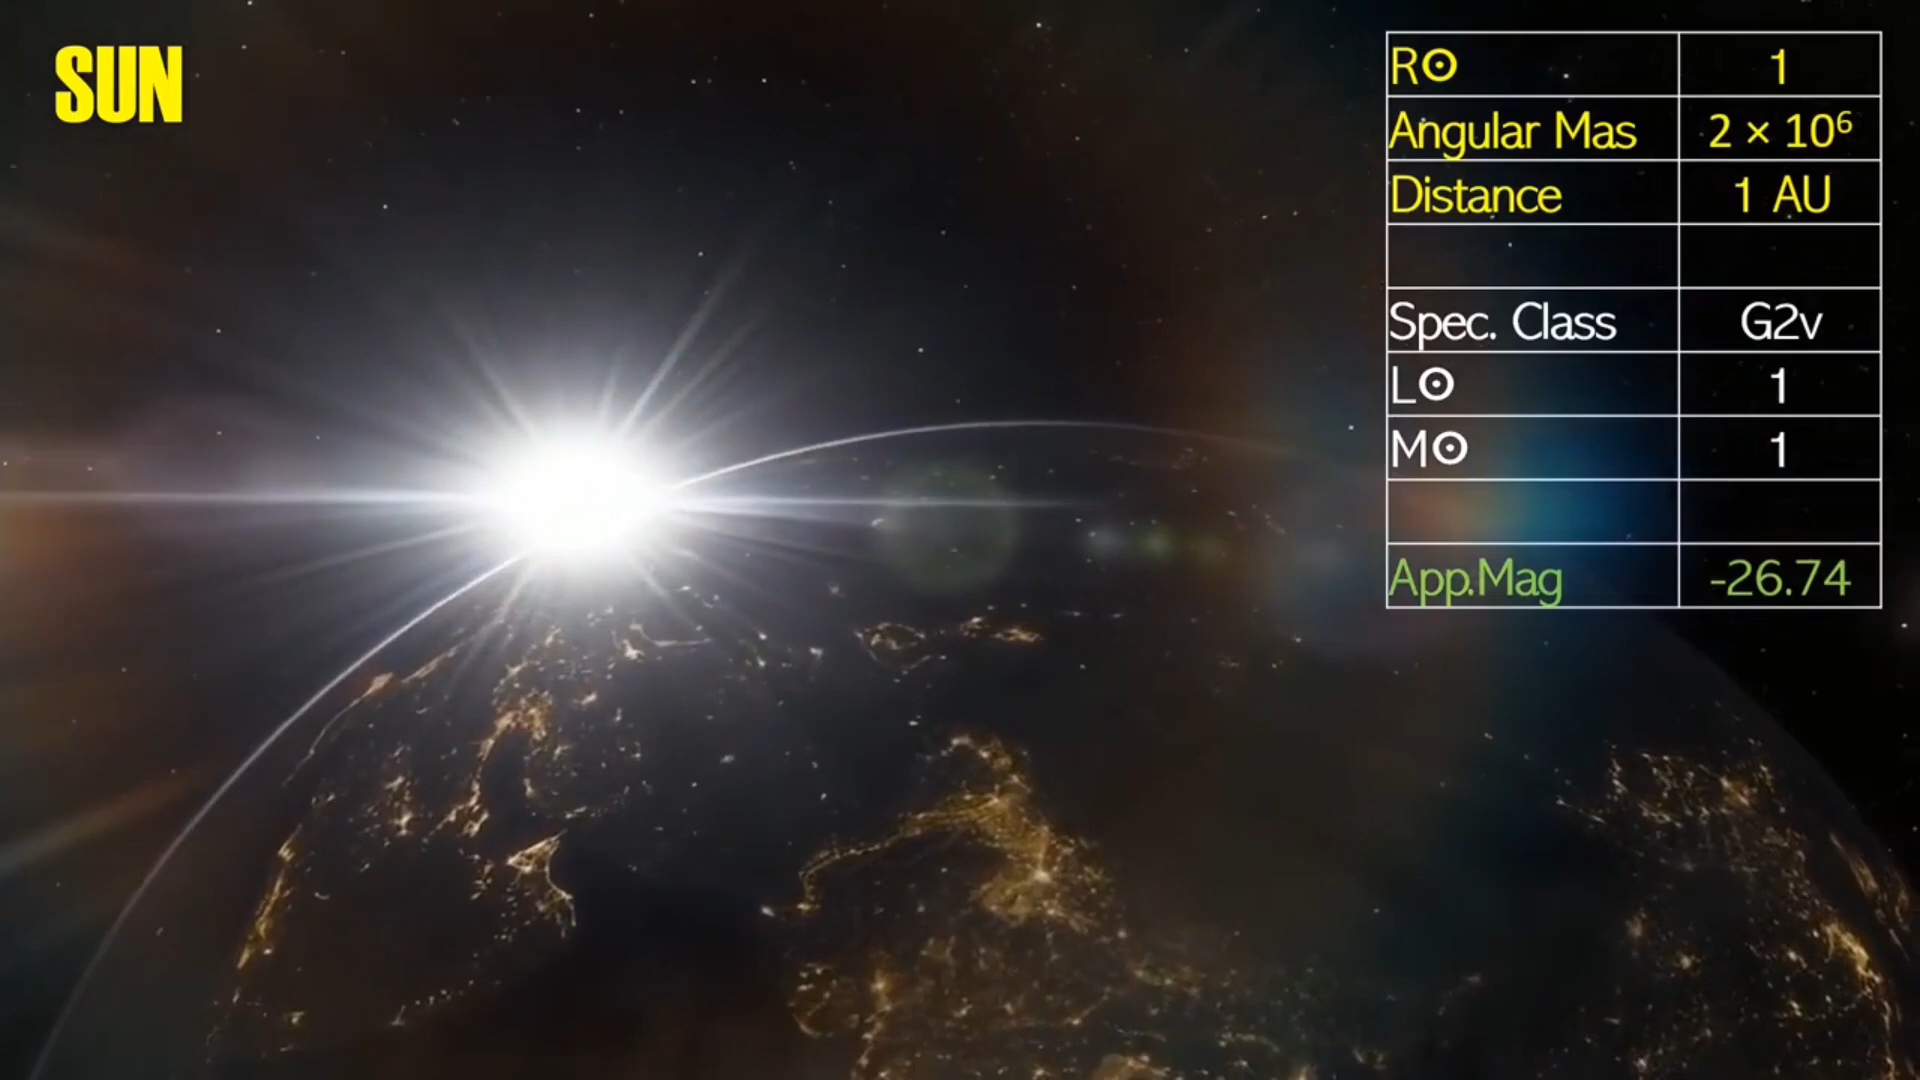 SUN
R⊙ 1
Angular Mas 2 × 10⁶
Distance 1 AU
Spec. Class G2v
L⊙ 1
M⊙ 1
App.Mag -26.74